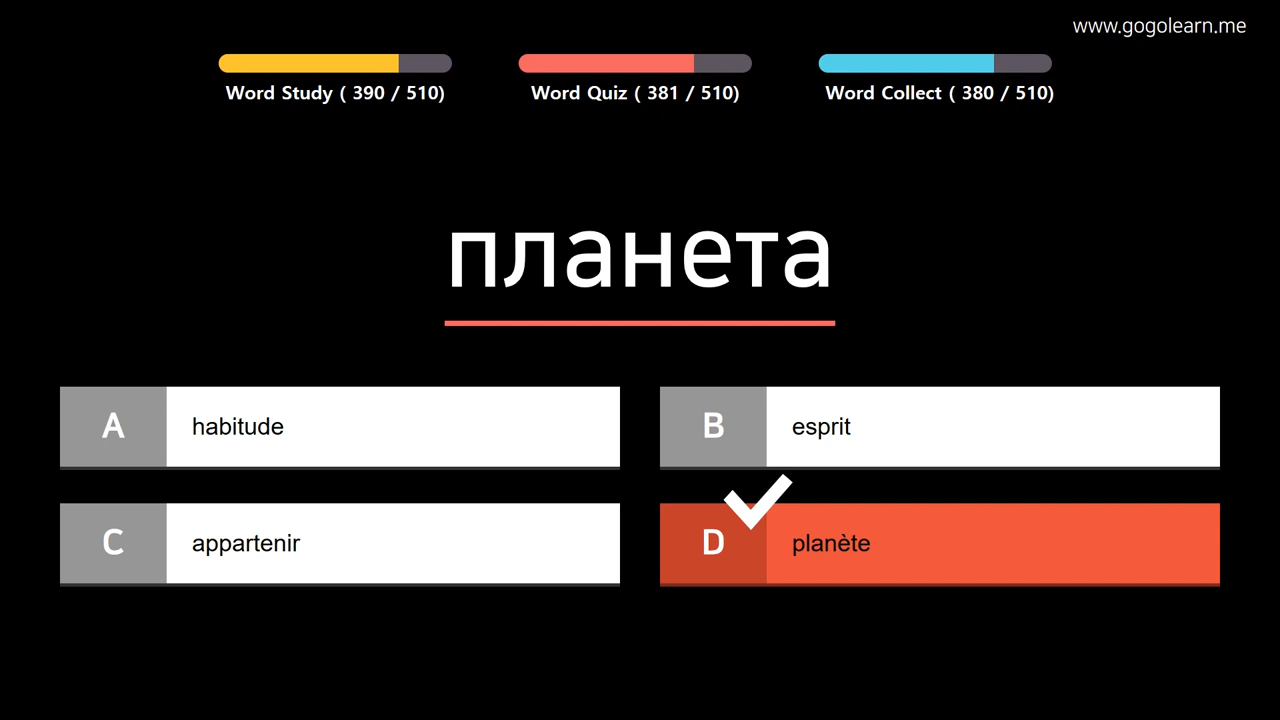 www.gogolearn.me
Word Study ( 390 / 510)
Word Quiz ( 381 / 510)
Word Collect ( 380 / 510)
планета
A habitude
B esprit
C appartenir
D planète